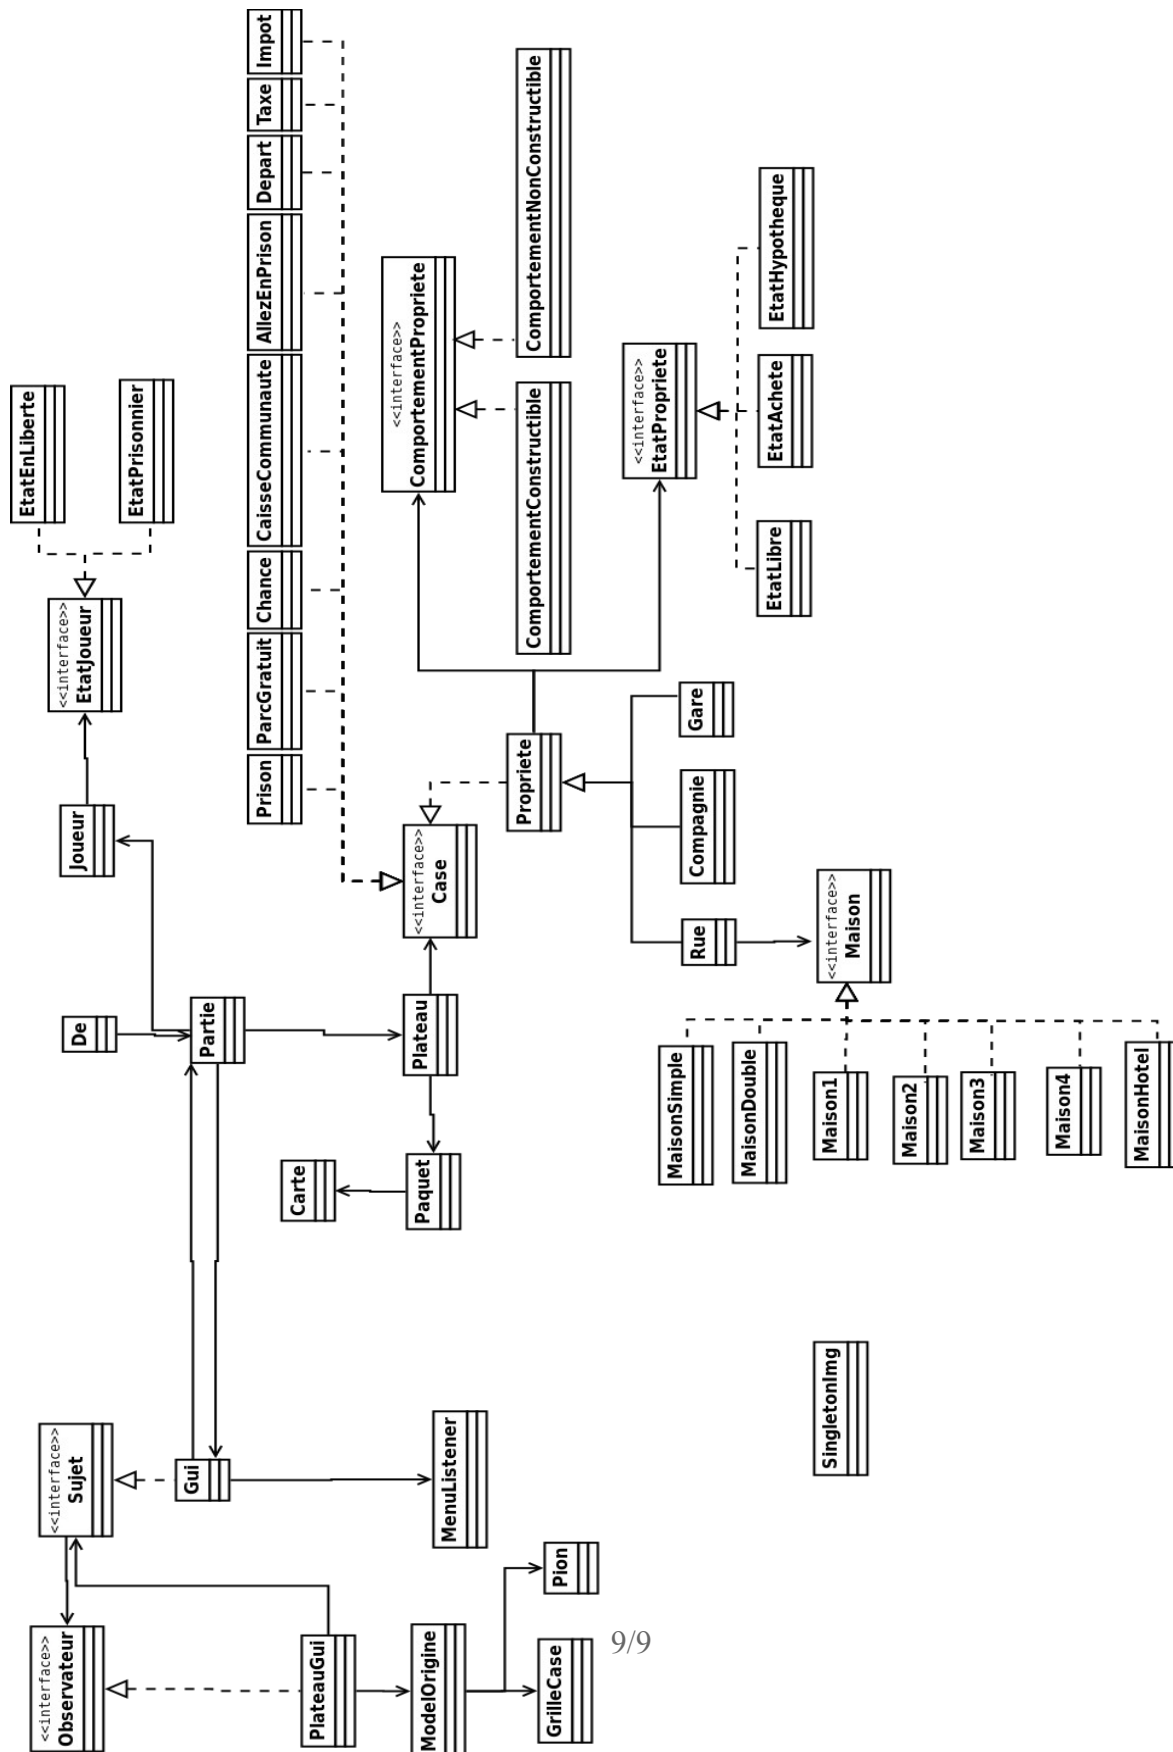 <<interface>>
Observateur
<<interface>>
Sujet
PlateauGui
Gui
ModelOrigine
MenuListener
GrilleCase
Pion
De
Joueur
<<interface>>
EtatJoueur
EtatEnLiberte
EtatPrisonnier
Partie
Carte
Paquet
Plateau
<<interface>>
Case
Prison
ParcGratuit
Chance
CaisseCommunaute
AllezEnPrison
Depart
Taxe
Impot
<<interface>>
ComportementPropriete
ComportementConstructible
ComportementNonConstructible
Propriete
<<interface>>
EtatPropriete
EtatLibre
EtatAchete
EtatHypotheque
Rue
Compagnie
Gare
<<interface>>
Maison
MaisonSimple
MaisonDouble
Maison1
Maison2
Maison3
Maison4
MaisonHotel
SingletonImg
9/9